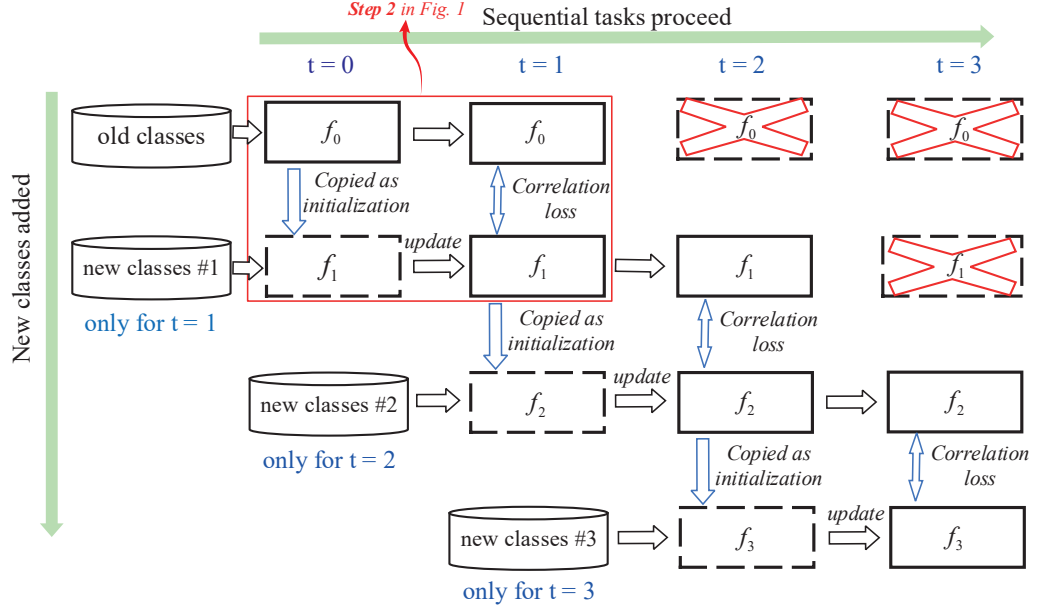 Step 2 in Fig. 1
Sequential tasks proceed
t = 0
t = 1
t = 2
t = 3
New classes added
old classes
f0
f0
f0
f0
Copied as
initialization
Correlation
loss
new classes #1
f1
update
f1
f1
f1
only for t = 1
Copied as
initialization
Correlation
loss
new classes #2
f2
update
f2
f2
only for t = 2
Copied as
initialization
Correlation
loss
new classes #3
f3
update
f3
only for t = 3